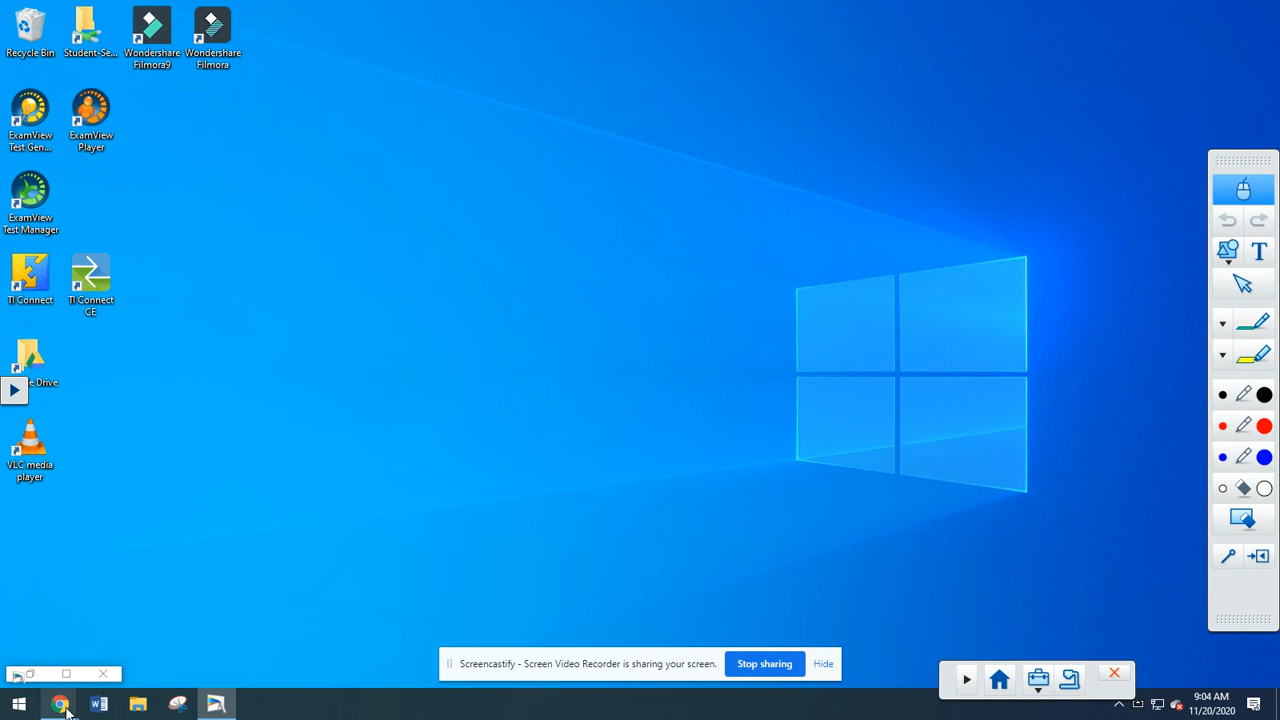 Recycle Bin
Student-Se...
Wondershare
Filmora9
Wondershare
Filmora
ExamView
Test Gen...
ExamView
Player
ExamView
Test Manager
TI Connect
TI Connect
CE
e Drive
VLC media
player
T
Screencastify - Screen Video Recorder is sharing your screen.
Stop sharing
Hide
9:04 AM
11/20/2020